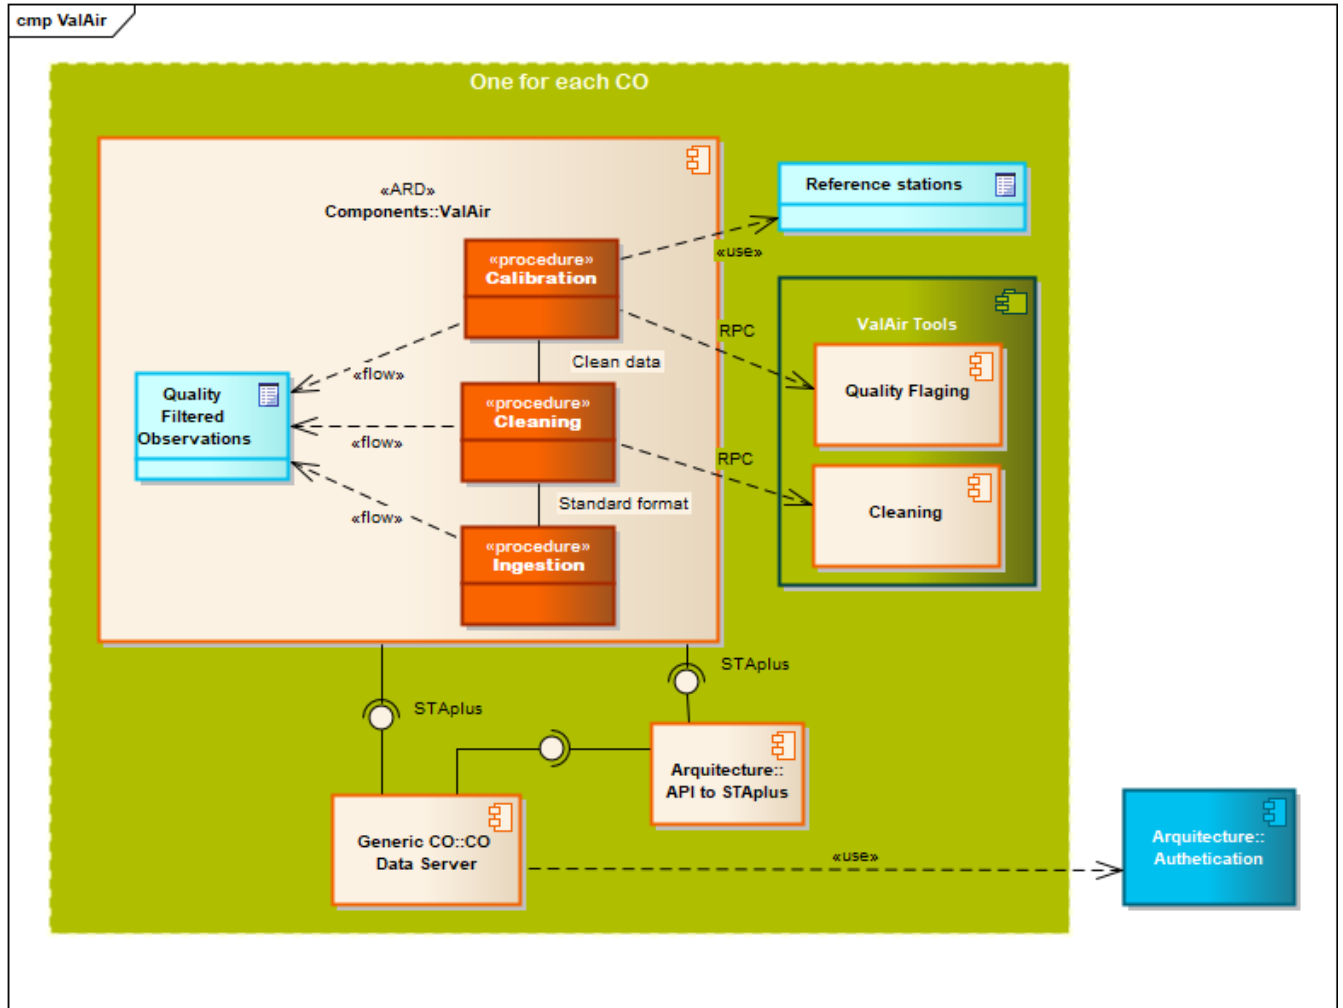 cmp ValAir
One for each CO
«ARD»
Components::ValAir
Reference stations
«use»
«procedure»
Calibration
ValAir Tools
RPC
Clean data
«flow»
Quality Flaging
Quality
Filtered
Observations
«procedure»
Cleaning
«flow»
RPC
Standard format
Cleaning
«flow»
«procedure»
Ingestion
STAplus
STAplus
Arquitecture::
API to STAplus
Generic CO::CO
Data Server
«use»
Arquitecture::
Authetication